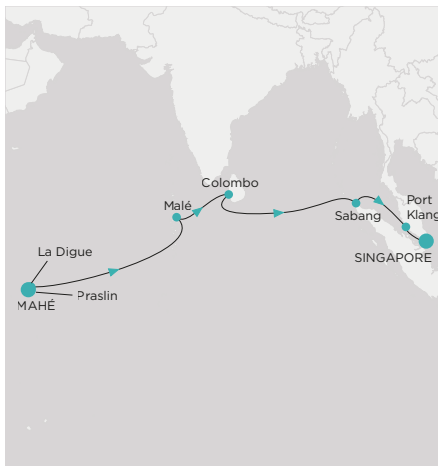 Colombo
Malé
Port
Klang
Sabang
La Digue
SINGAPORE
Praslin
MAHÉ